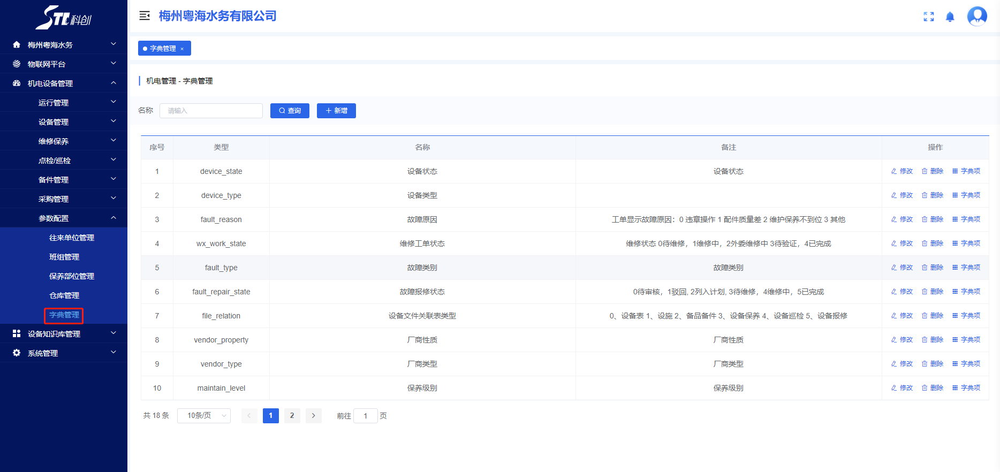 STL科创
梅州粤海水务
物联网平台
机电设备管理
运行管理
设备管理
维修保养
点检/巡检
备件管理
采购管理
参数配置
往来单位管理
班组管理
保养部位管理
仓库管理
字典管理
设备知识库管理
系统管理
梅州粤海水务有限公司
字典管理 ×
机电管理 - 字典管理
名称 请输入 查询 新增
序号 类型 名称 备注 操作
1 device_state 设备状态 设备状态 修改 删除 字典项
2 device_type 设备类型 修改 删除 字典项
3 fault_reason 故障原因 工单显示故障原因：0 违章操作 1 配件质量差 2 维护保养不到位 3 其他 修改 删除 字典项
4 wx_work_state 维修工单状态 维修状态 0待维修，1维修中，2外委维修中 3待验证，4已完成 修改 删除 字典项
5 fault_type 故障类别 故障类别 修改 删除 字典项
6 fault_repair_state 故障报修状态 0待审核，1驳回, 2列入计划, 3待维修，4维修中，5已完成 修改 删除 字典项
7 file_relation 设备文件关联表类型 0、设备表 1、设施 2、备品备件 3、设备保养 4、设备巡检 5、设备报修 修改 删除 字典项
8 vendor_property 厂商性质 厂商性质 修改 删除 字典项
9 vendor_type 厂商类型 厂商类型 修改 删除 字典项
10 maintain_level 保养级别 保养级别 修改 删除 字典项
共 18 条 10条/页 1 2 前往 1 页